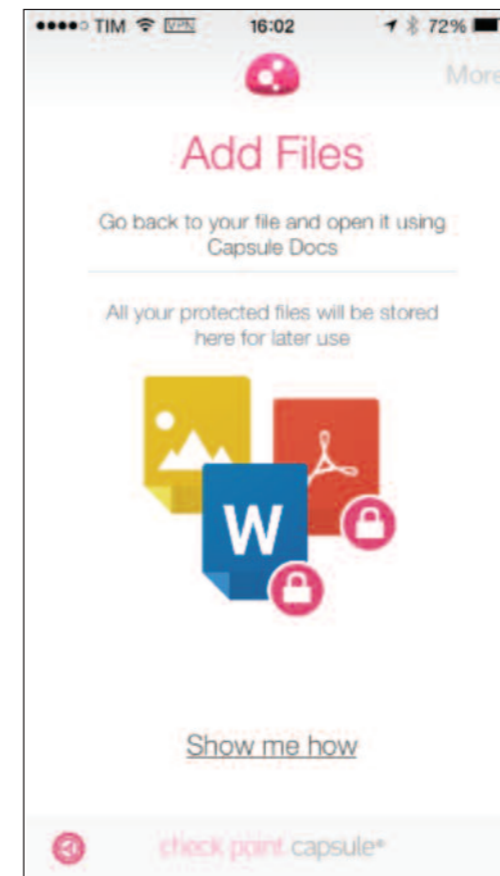 TIM VPN 16:02 72%
More
Add Files
Go back to your file and open it using
Capsule Docs
All your protected files will be stored
here for later use
W
Show me how
check point capsule®